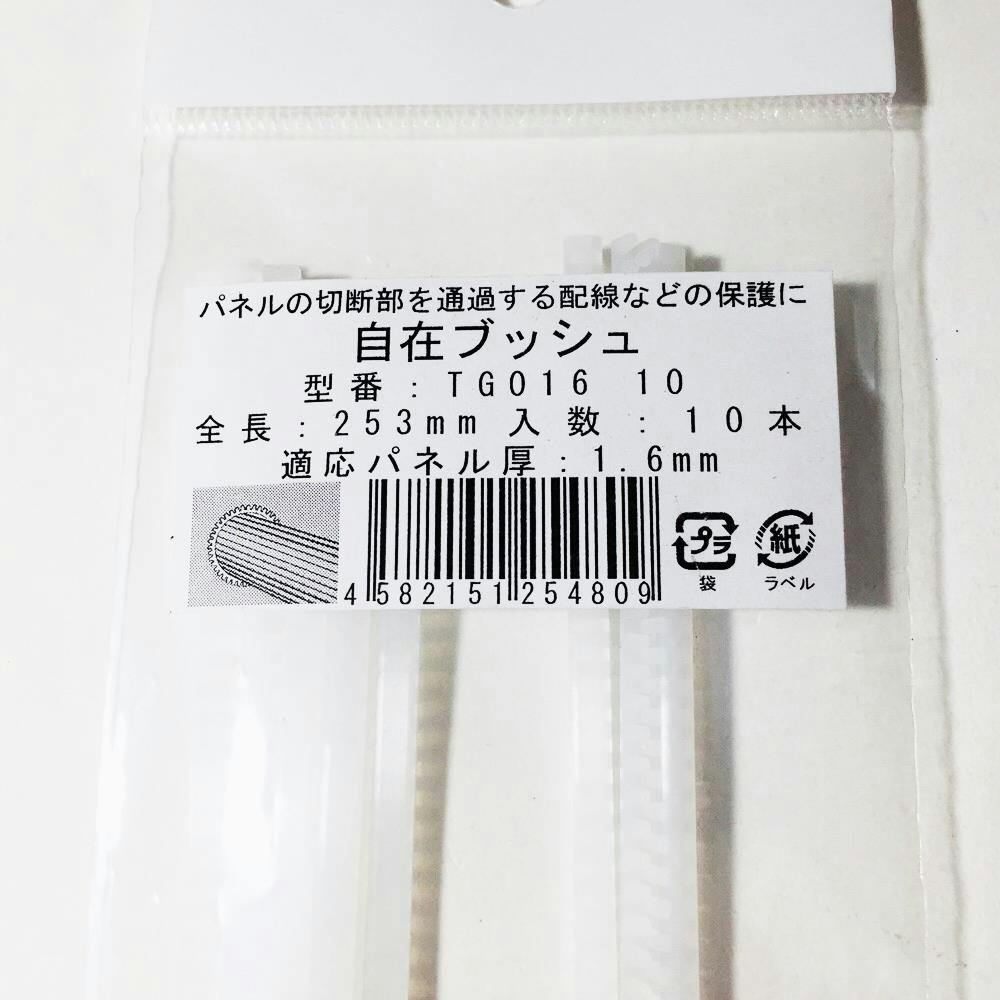 パネルの切断部を通過する配線などの保護に
自在ブッシュ
型番：TG016 10
全長：253mm 入数：10本
適応パネル厚：1.6mm
4 582151 254809
プラ
袋
紙
ラベル